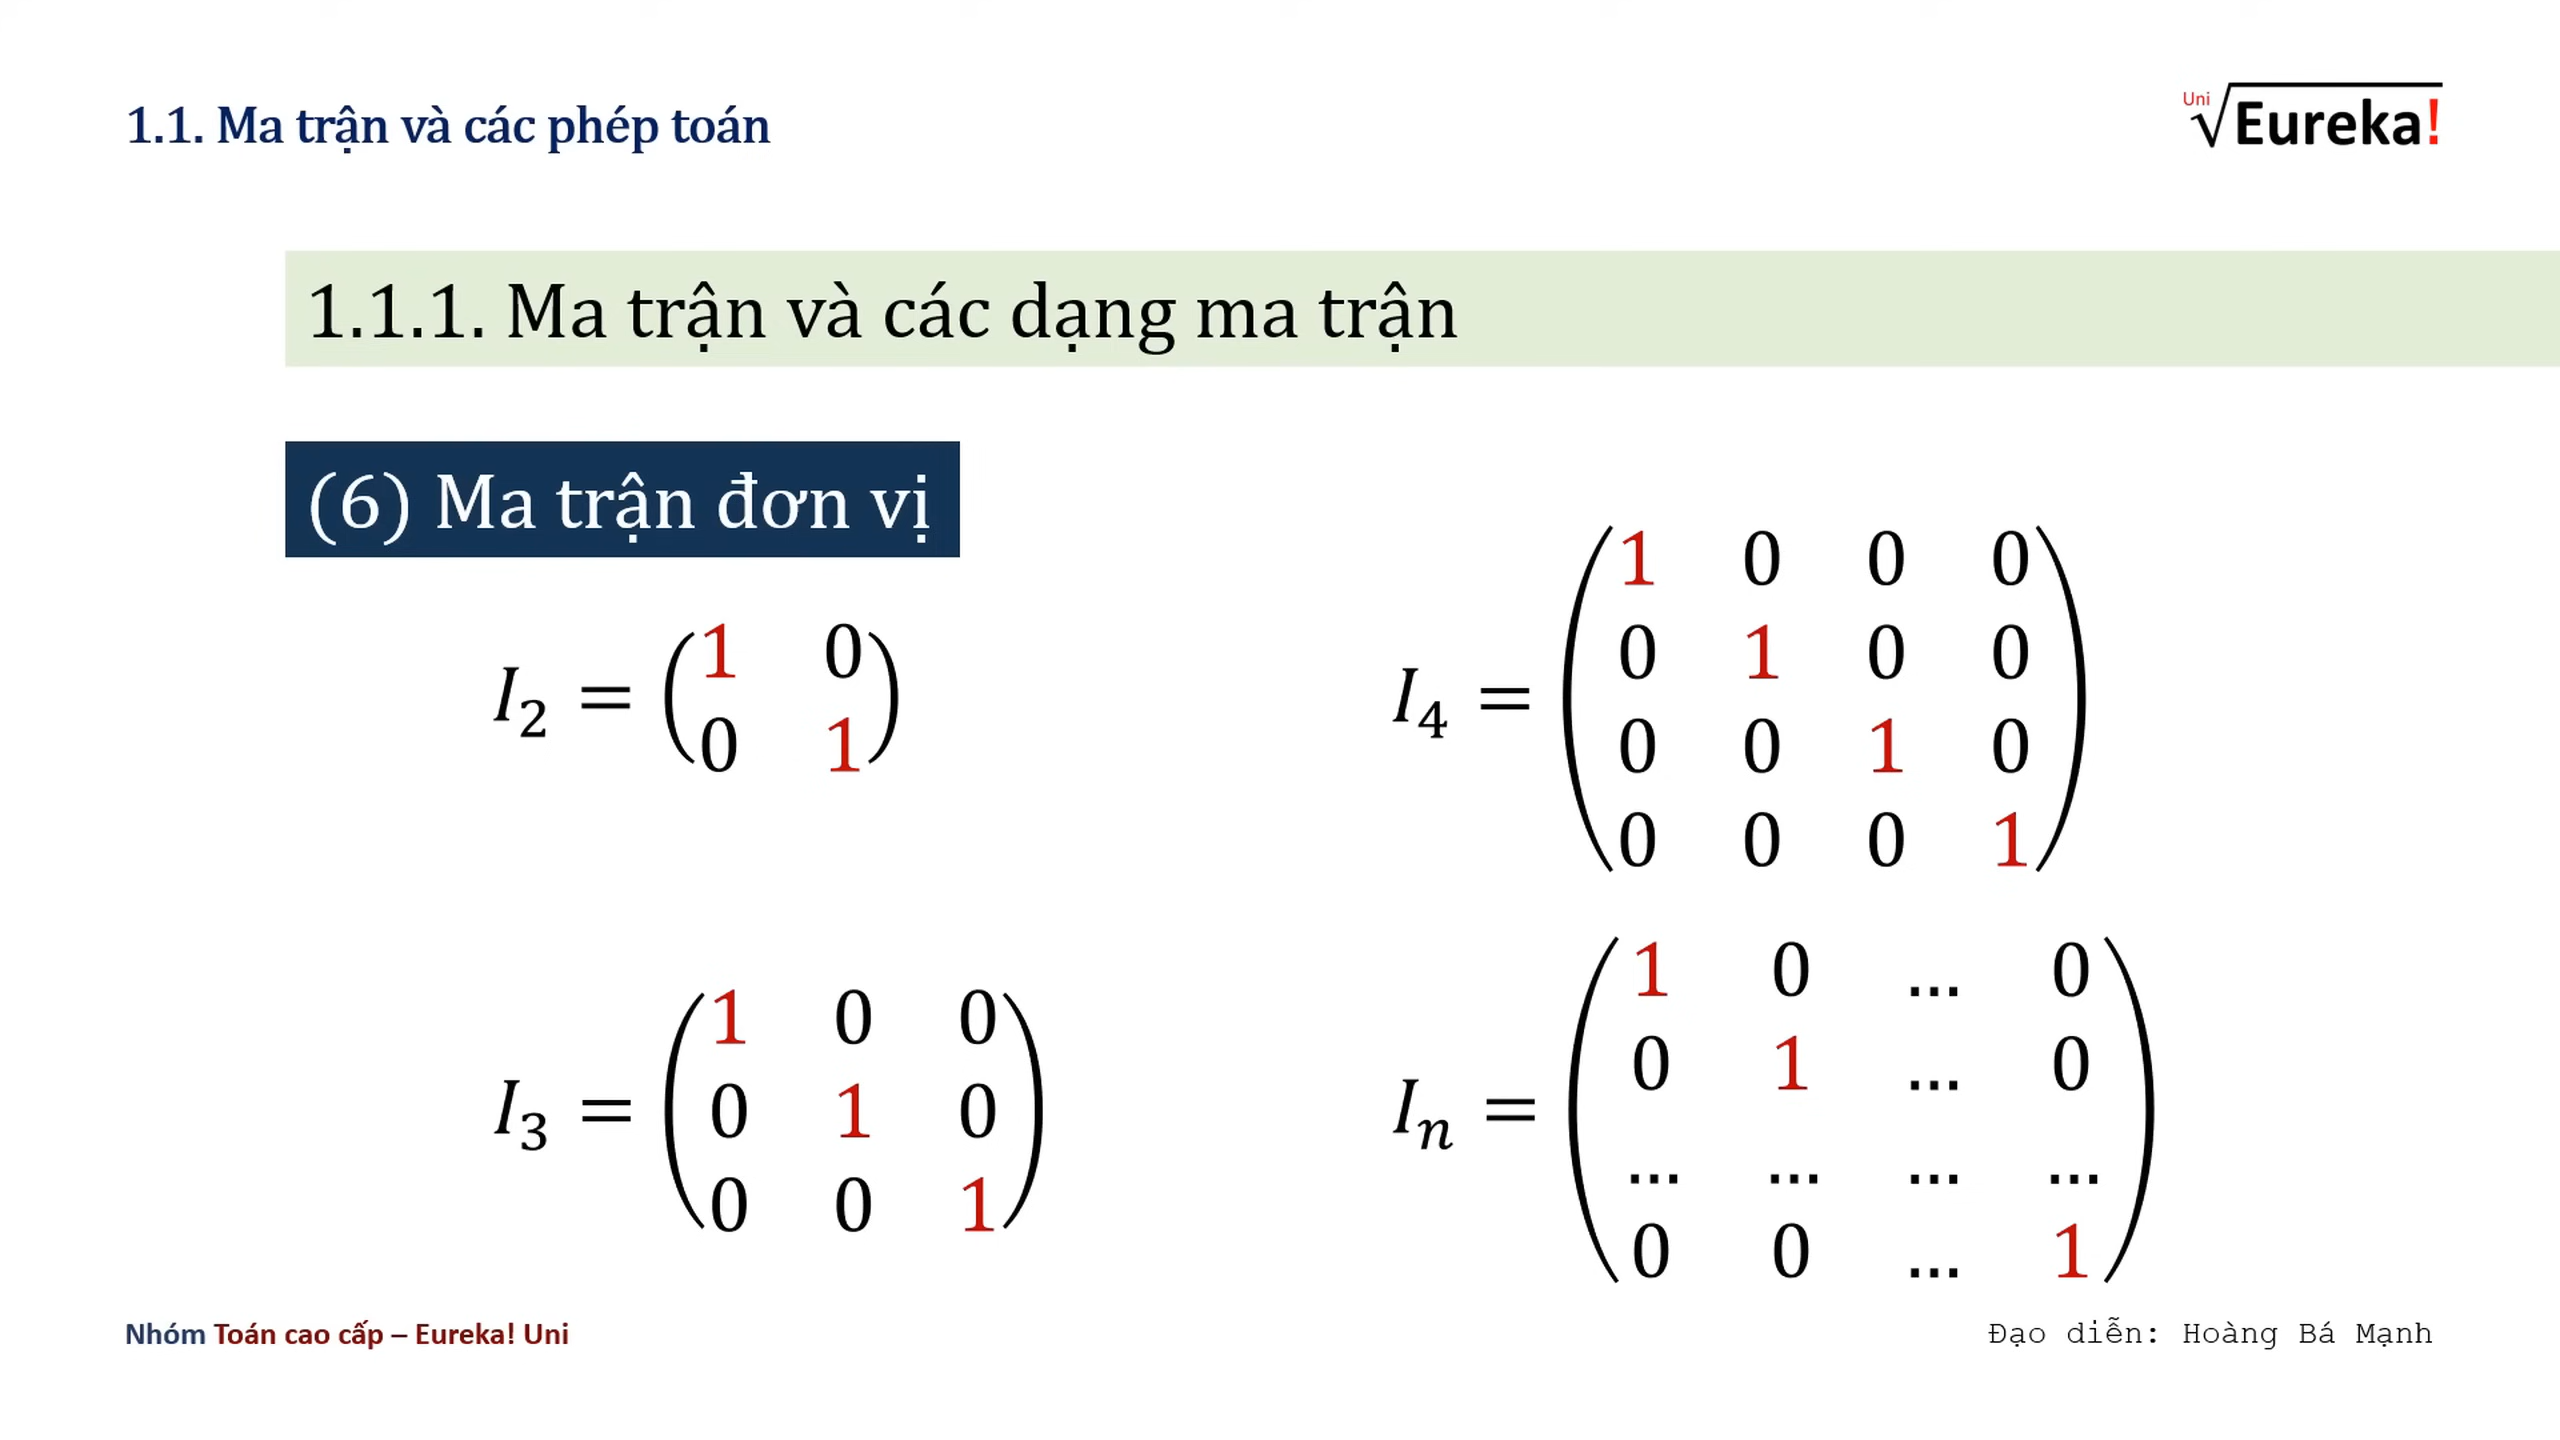 1.1. Ma trận và các phép toán
Uni
√Eureka!
1.1.1. Ma trận và các dạng ma trận
(6) Ma trận đơn vị
I₂ = (1 0
0 1)
I₄ = (1 0 0 0
0 1 0 0
0 0 1 0
0 0 0 1)
I₃ = (1 0 0
0 1 0
0 0 1)
Iₙ = (1 0 ... 0
0 1 ... 0
... ... ... ...
0 0 ... 1)
Nhóm Toán cao cấp – Eureka! Uni
Đạo diễn: Hoàng Bá Mạnh